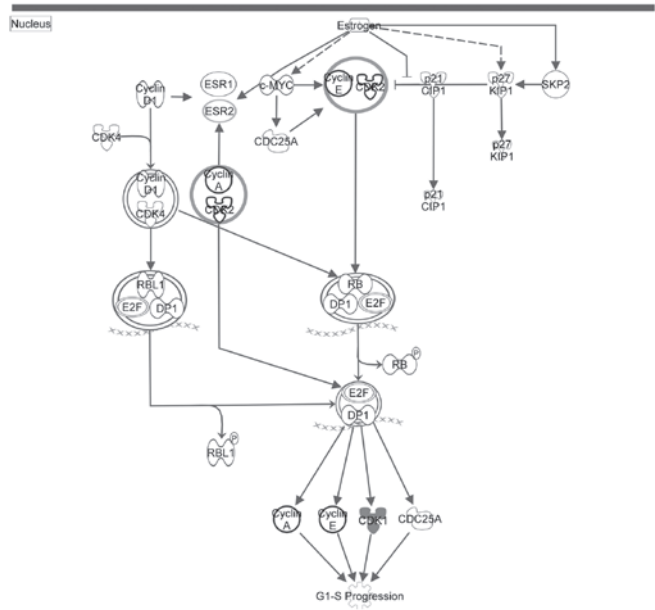 Nucleus
Estrogen
ESR1
ESR2
c-MYC
Cyclin
E
CDK2
p21
CIP1
p27
KIP1
SKP2
Cyclin
D1
CDC25A
p27
KIP1
CDK4
Cyclin
D1
CDK4
Cyclin
A
CDK2
p21
CIP1
RBL1
E2F
DP1
RB
DP1
E2F
P
RB
E2F
DP1
P
RBL1
Cyclin
A
Cyclin
E
CDK1
CDC25A
G1-S Progression